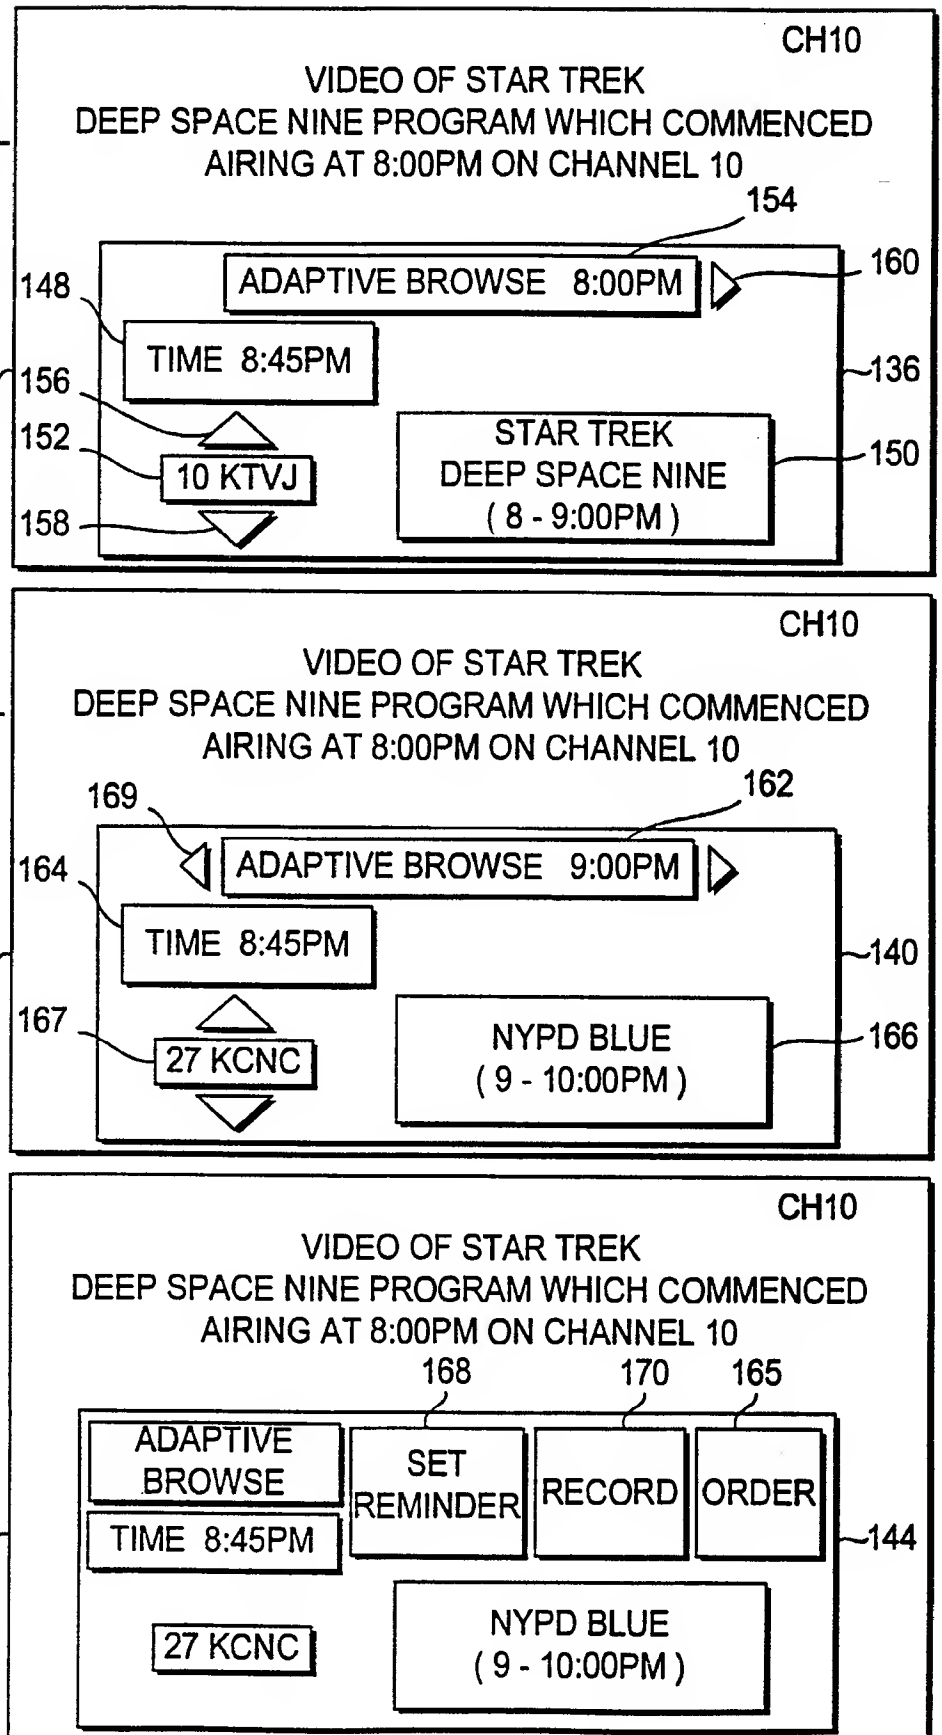 CH10
VIDEO OF STAR TREK
DEEP SPACE NINE PROGRAM WHICH COMMENCED
AIRING AT 8:00PM ON CHANNEL 10
154
ADAPTIVE BROWSE 8:00PM
160
148
TIME 8:45PM
136
156
152
10 KTVJ
158
STAR TREK
DEEP SPACE NINE
( 8 - 9:00PM )
150
CH10
VIDEO OF STAR TREK
DEEP SPACE NINE PROGRAM WHICH COMMENCED
AIRING AT 8:00PM ON CHANNEL 10
169
162
ADAPTIVE BROWSE 9:00PM
164
TIME 8:45PM
140
167
27 KCNC
NYPD BLUE
( 9 - 10:00PM )
166
CH10
VIDEO OF STAR TREK
DEEP SPACE NINE PROGRAM WHICH COMMENCED
AIRING AT 8:00PM ON CHANNEL 10
168
170
165
ADAPTIVE
BROWSE
SET
REMINDER
RECORD
ORDER
TIME 8:45PM
144
27 KCNC
NYPD BLUE
( 9 - 10:00PM )